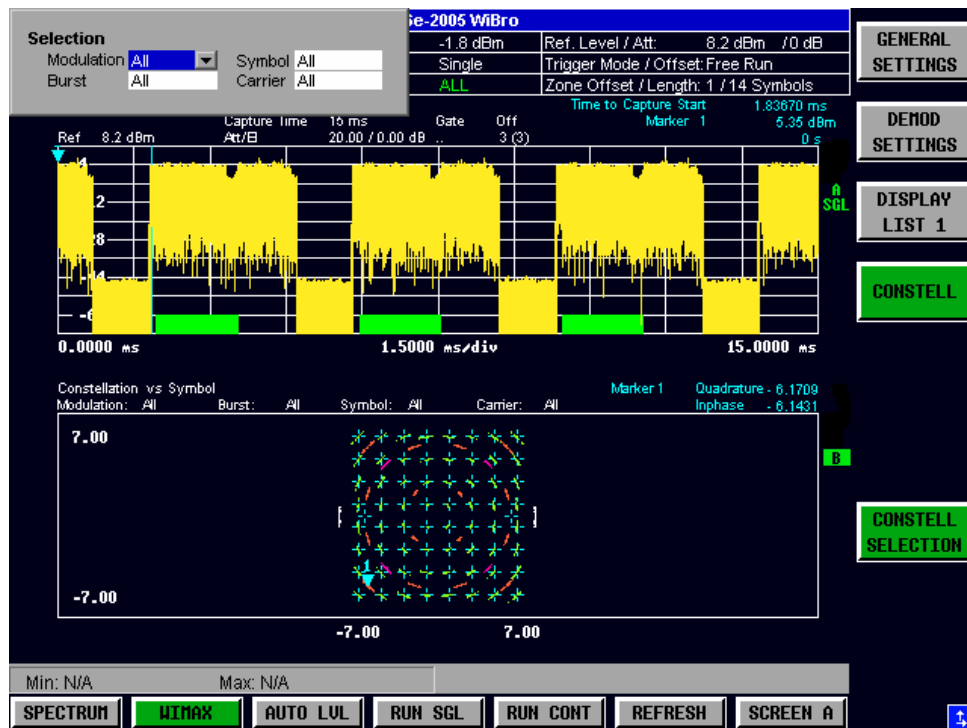 Selection
Modulation All Symbol All
Burst All Carrier All
6e-2005 WiBro
-1.8 dBm Ref. Level / Att: 8.2 dBm /0 dB
Single Trigger Mode / Offset: Free Run
ALL Zone Offset / Length: 1 / 14 Symbols
Time to Capture Start 1.83670 ms
Capture Time 15 ms Gate Off Marker 1 5.35 dBm
Ref 8.2 dBm Att/El 20.00 / 0.00 dB .. 3 (3) 0 s
A
SGL
0.0000 ms 1.5000 ms/div 15.0000 ms
Constellation vs Symbol Marker 1 Quadrature - 6.1709
Modulation: All Burst: All Symbol: All Carrier: All Inphase - 6.1431
7.00
B
1
-7.00
-7.00 7.00
Min: N/A Max: N/A
SPECTRUM WIMAX AUTO LVL RUN SGL RUN CONT REFRESH SCREEN A
GENERAL
SETTINGS
DEMOD
SETTINGS
DISPLAY
LIST 1
CONSTELL
CONSTELL
SELECTION